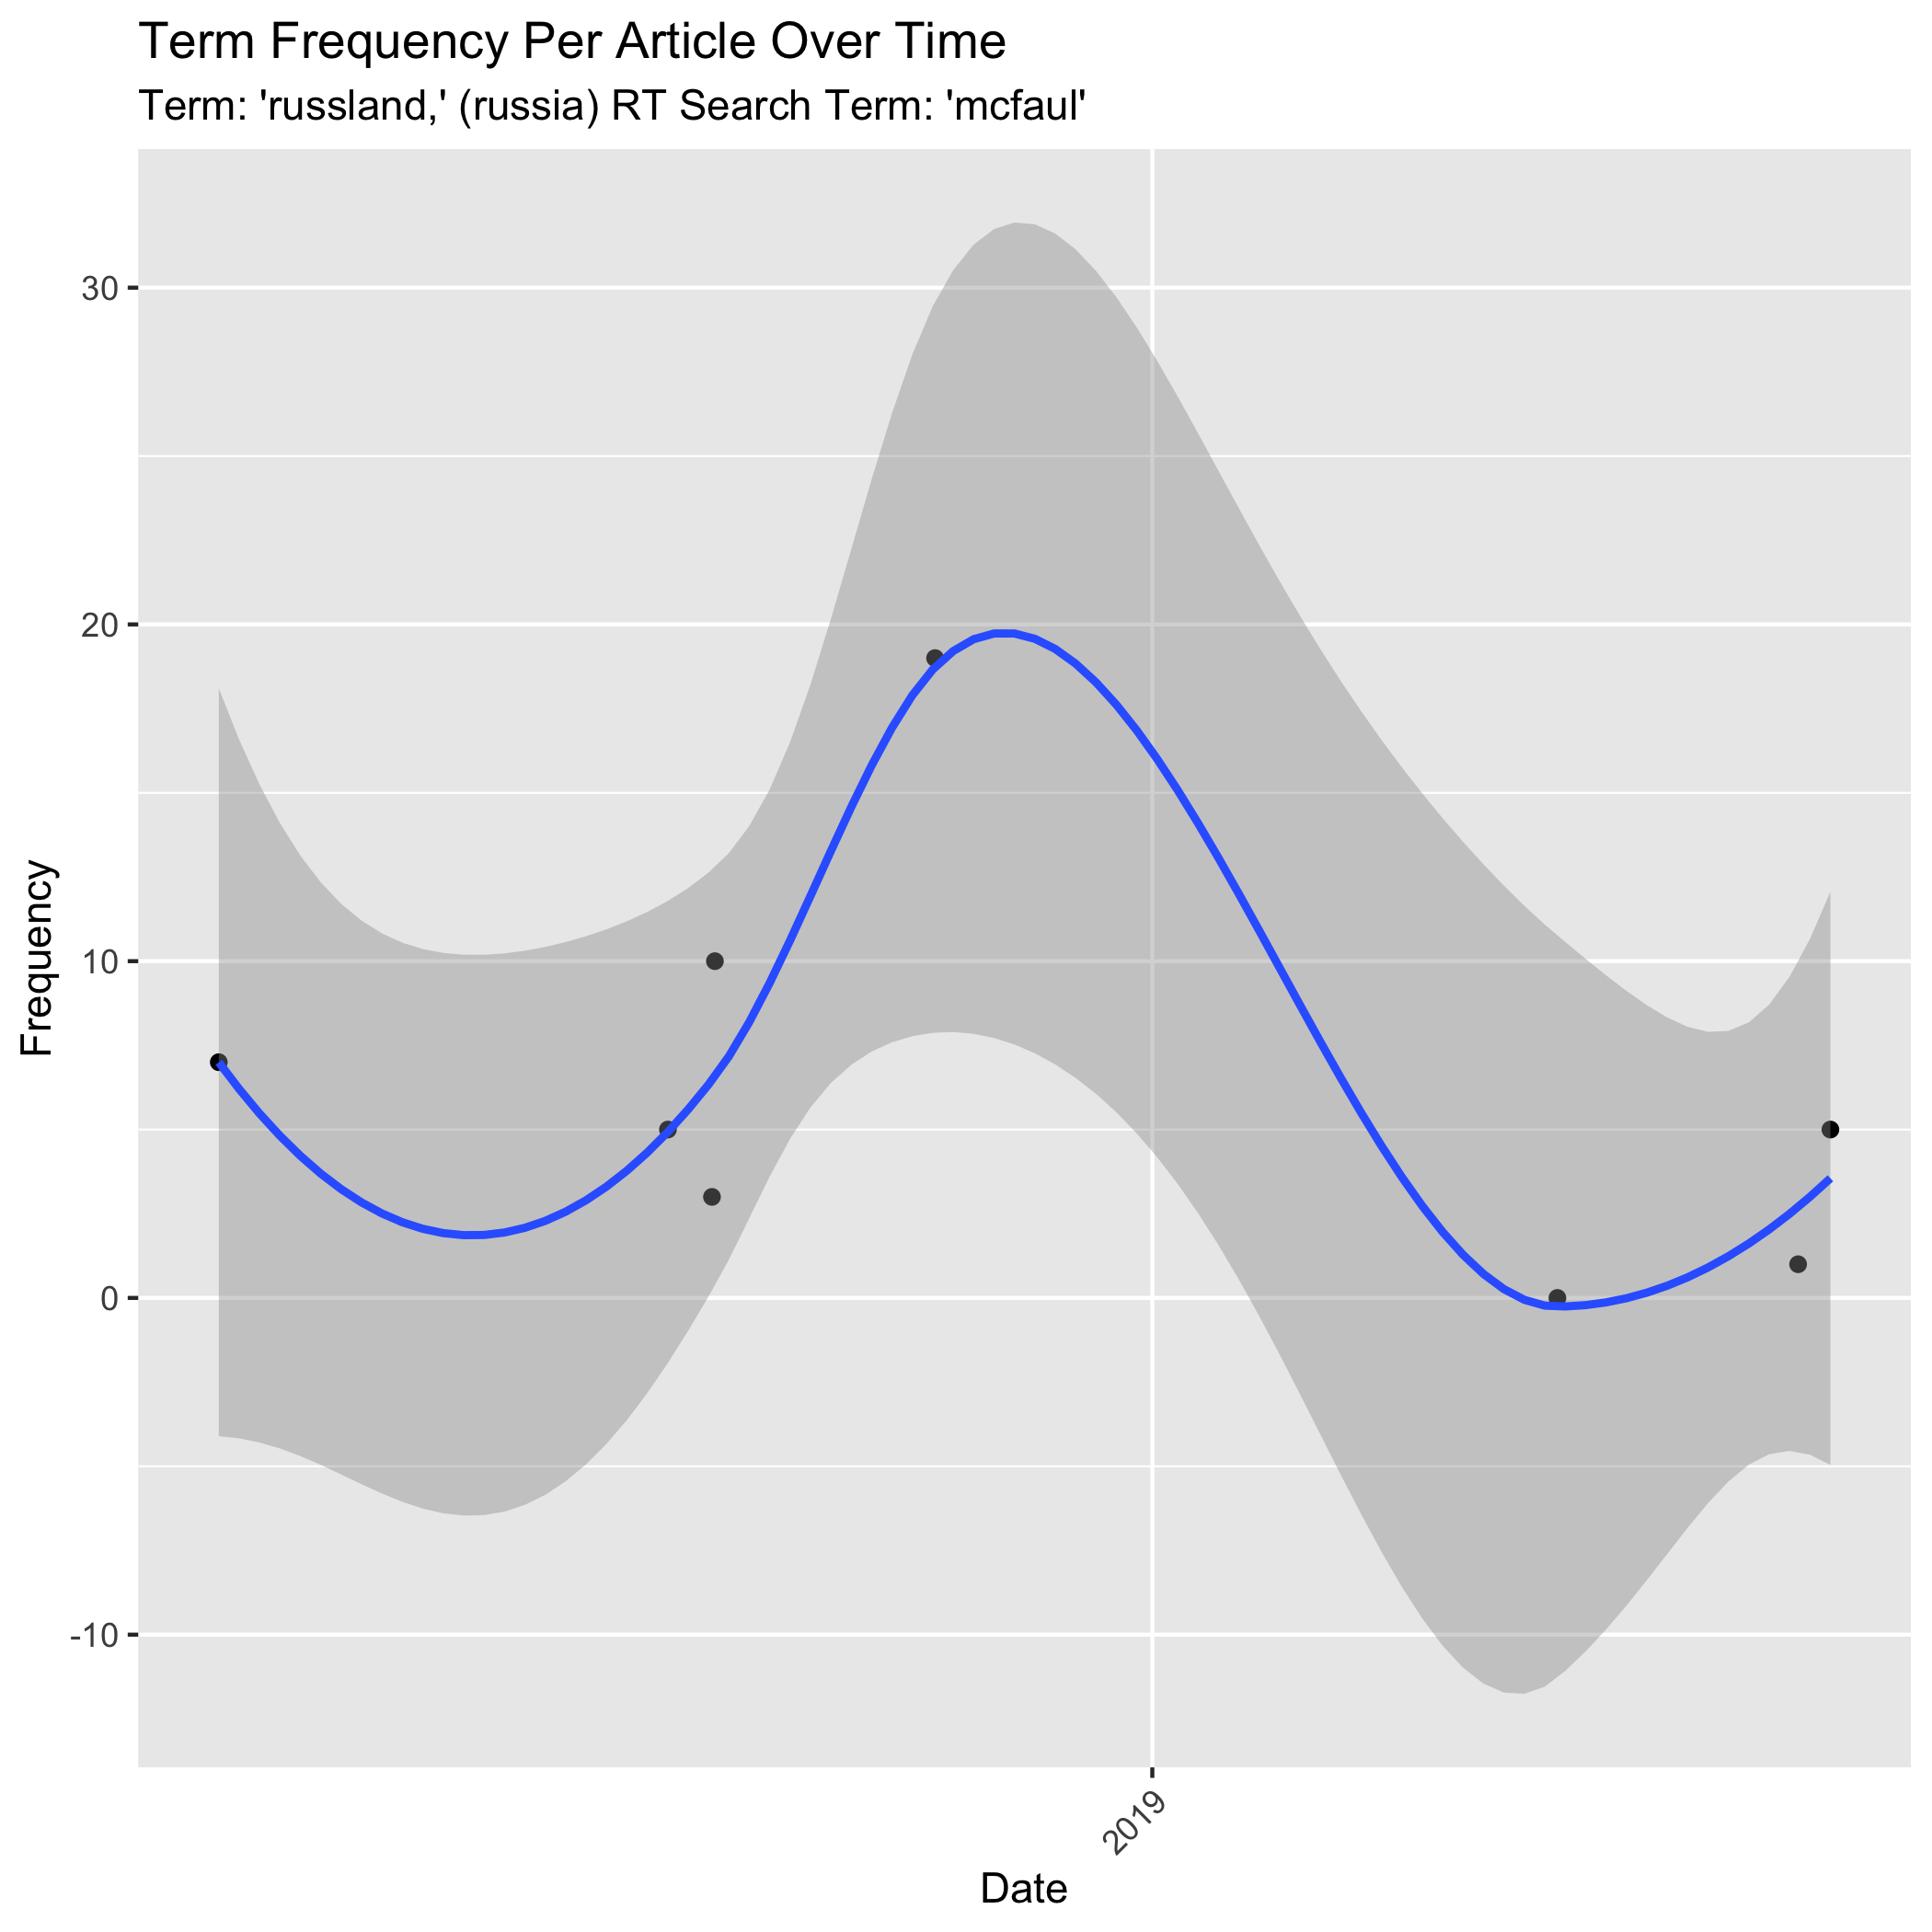 Term Frequency Per Article Over Time
Term: 'russland,' (russia) RT Search Term: 'mcfaul'
Frequency
30
20
10
0
-10
2019
Date